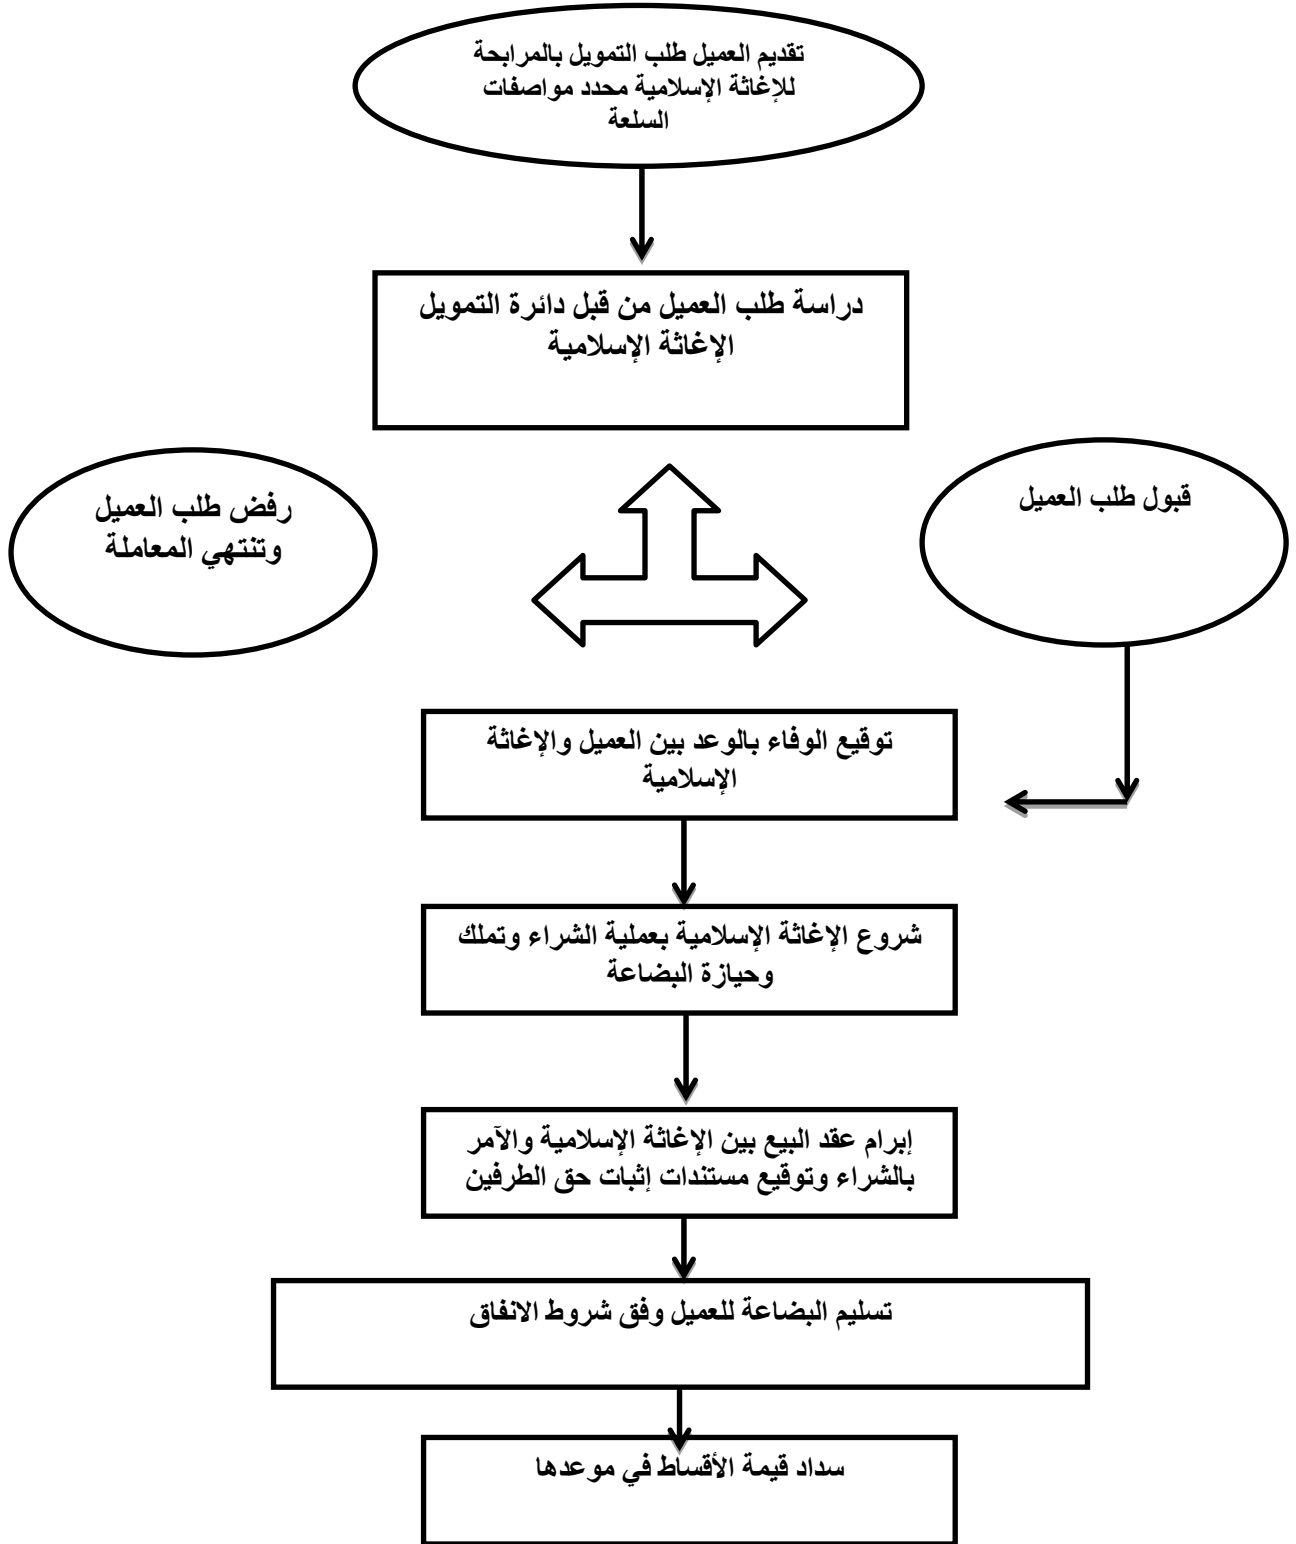 تقديم العميل طلب التمويل بالمرابحة
للإغاثة الإسلامية محدد مواصفات
السلعة
دراسة طلب العميل من قبل دائرة التمويل
الإغاثة الإسلامية
قبول طلب العميل
رفض طلب العميل
وتنتهي المعاملة
توقيع الوفاء بالوعد بين العميل والإغاثة
الإسلامية
شروع الإغاثة الإسلامية بعملية الشراء وتملك
وحيازة البضاعة
إبرام عقد البيع بين الإغاثة الإسلامية والآمر
بالشراء وتوقيع مستندات إثبات حق الطرفين
تسليم البضاعة للعميل وفق شروط الانفاق
سداد قيمة الأقساط في موعدها